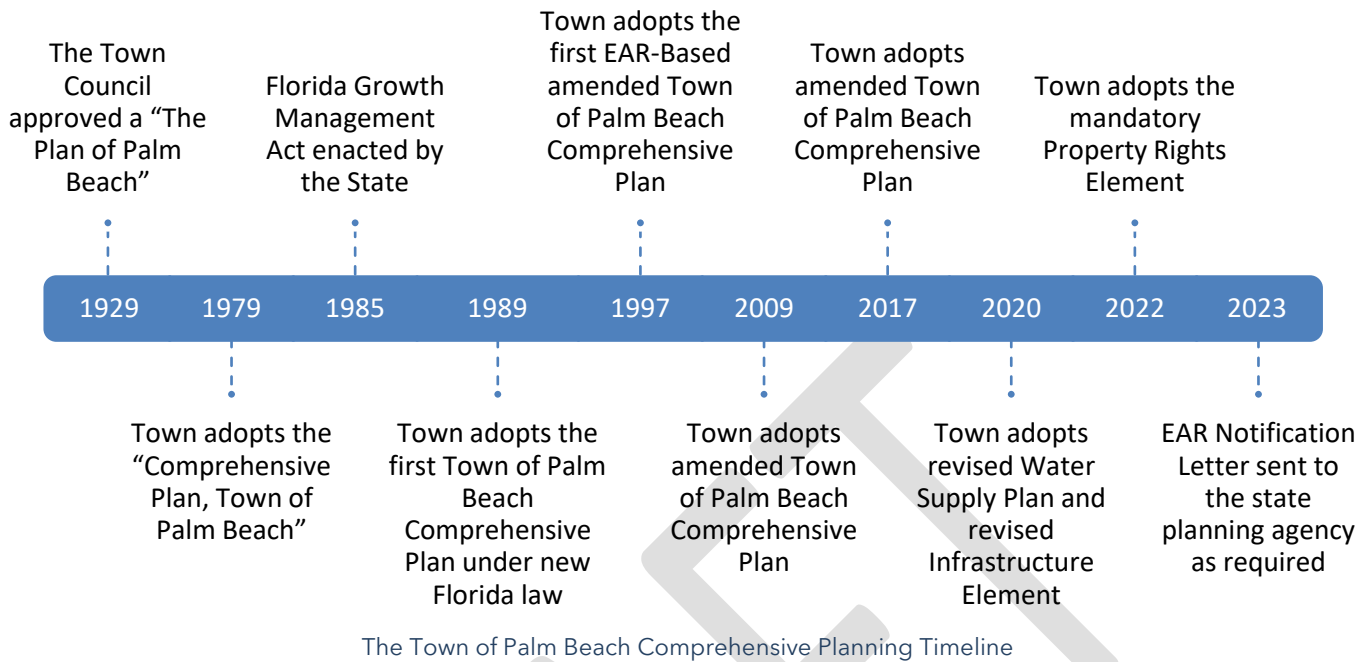 The Town
Council
approved a “The
Plan of Palm
Beach”
Florida Growth
Management
Act enacted by
the State
Town adopts the
first EAR-Based
amended Town
of Palm Beach
Comprehensive
Plan
Town adopts
amended Town
of Palm Beach
Comprehensive
Plan
Town adopts the
mandatory
Property Rights
Element
1929 1979 1985 1989 1997 2009 2017 2020 2022 2023
Town adopts the
“Comprehensive
Plan, Town of
Palm Beach”
Town adopts the
first Town of Palm
Beach
Comprehensive
Plan under new
Florida law
Town adopts
amended Town
of Palm Beach
Comprehensive
Plan
Town adopts
revised Water
Supply Plan and
revised
Infrastructure
Element
EAR Notification
Letter sent to
the state
planning agency
as required
The Town of Palm Beach Comprehensive Planning Timeline